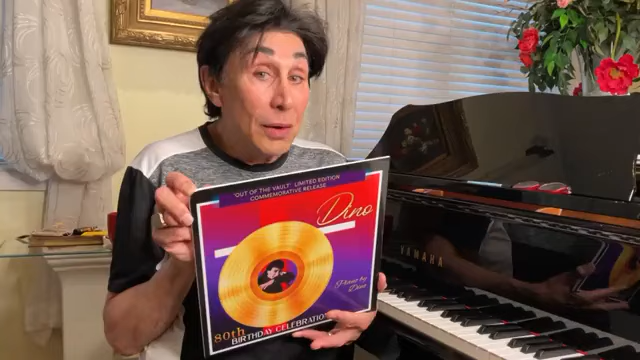 "OUT OF THE VAULT" LIMITED EDITION
COMMEMORATIVE RELEASE
Dino
Piano by
Dino
80th
BIRTHDAY CELEBRATION
YAMAHA